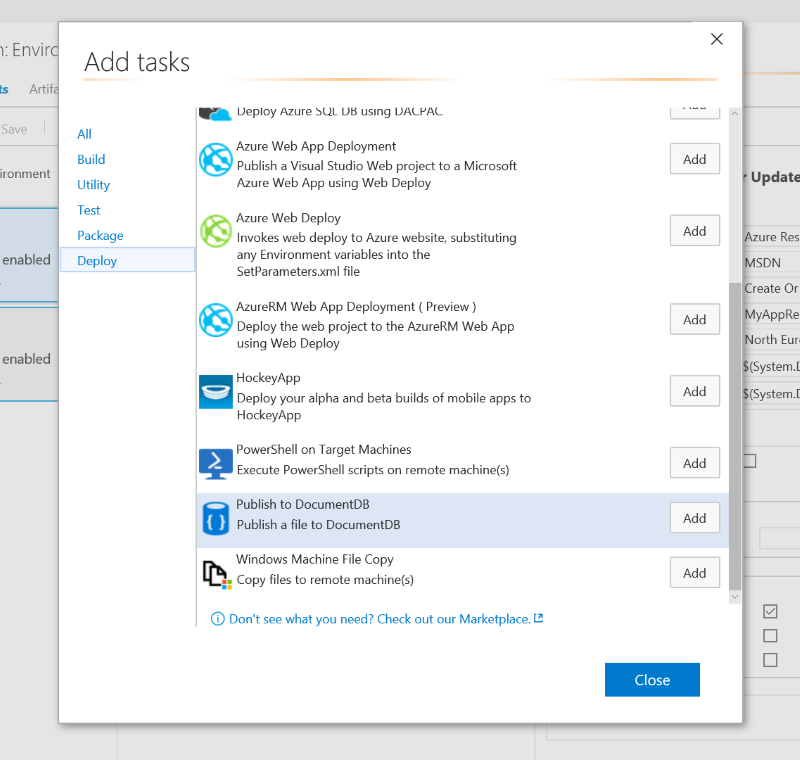 Add tasks
Save
ironment
enabled
enabled
All
Build
Utility
Test
Package
Deploy
Deploy Azure SQL DB using DACPAC
Add
Azure Web App Deployment
Publish a Visual Studio Web project to a Microsoft
Azure Web App using Web Deploy
Add
Azure Web Deploy
Invokes web deploy to Azure website, substituting
any Environment variables into the
SetParameters.xml file
Add
AzureRM Web App Deployment ( Preview )
Deploy the web project to the AzureRM Web App
using Web Deploy
Add
HockeyApp
Deploy your alpha and beta builds of mobile apps to
HockeyApp
Add
PowerShell on Target Machines
Execute PowerShell scripts on remote machine(s)
Add
Publish to DocumentDB
Publish a file to DocumentDB
Add
Windows Machine File Copy
Copy files to remote machine(s)
Add
Don't see what you need? Check out our Marketplace.
Close
r Update
Azure Res
MSDN
Create Or
MyAppRe
North Eur
$(System.D
$(System.D